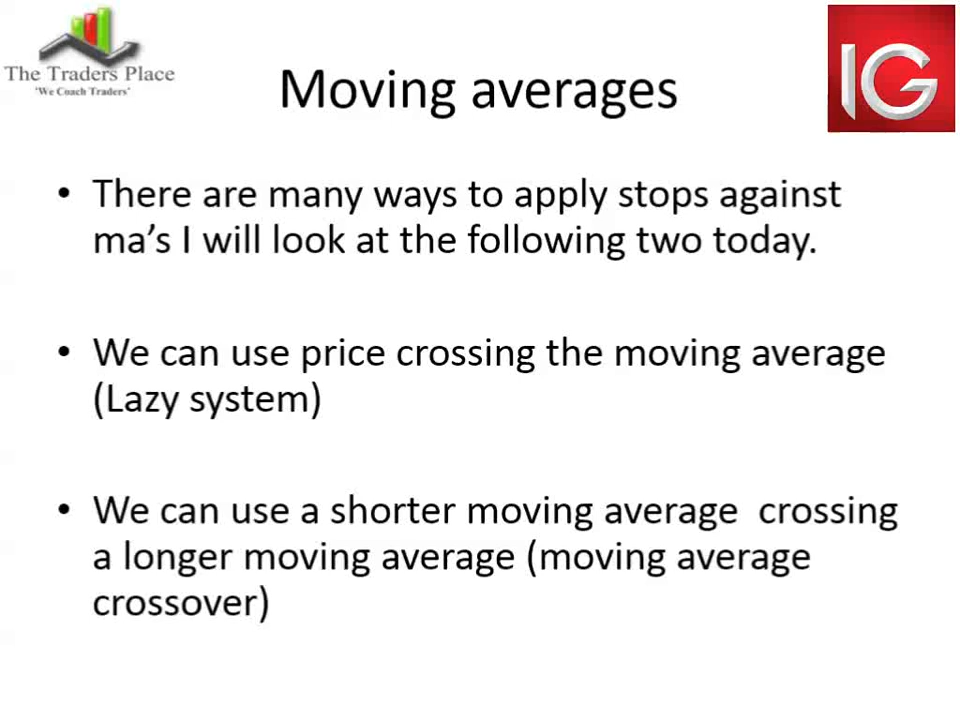 The Traders Place
'We Coach Traders'
IG
Moving averages
• There are many ways to apply stops against
ma's I will look at the following two today.
• We can use price crossing the moving average
(Lazy system)
• We can use a shorter moving average  crossing
a longer moving average (moving average
crossover)